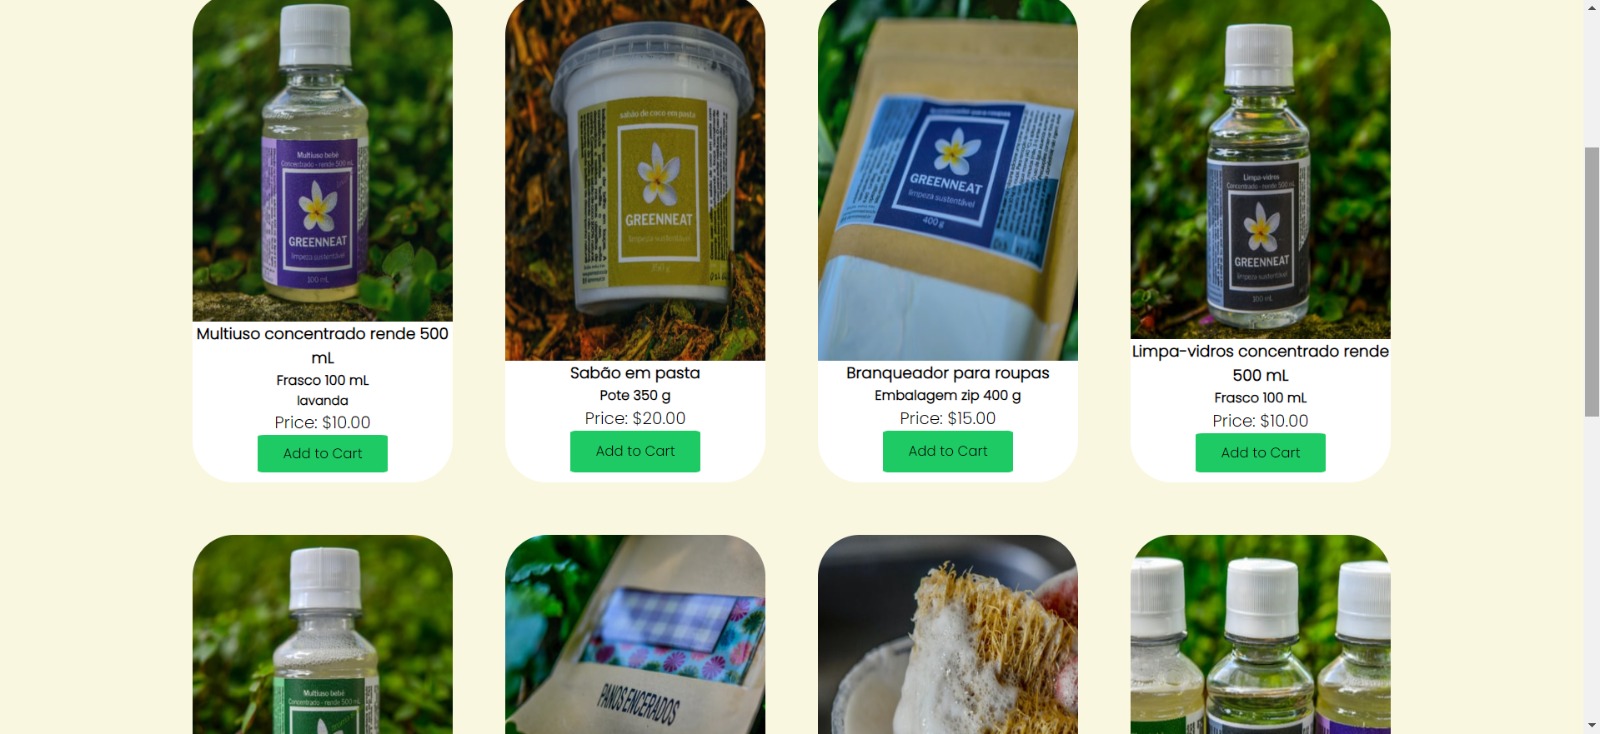 Multiuso bebê
Concentrado - rende 500 mL
GREENNEAT
limpeza sustentável
100 mL
Multiuso concentrado rende 500
mL
Frasco 100 mL
lavanda
Price: $10.00
Add to Cart
sabão de coco em pasta
GREENNEAT
limpeza sustentável
350 g
Sabão em pasta
Pote 350 g
Price: $20.00
Add to Cart
GREENNEAT
limpeza sustentável
400 g
Branqueador para roupas
Embalagem zip 400 g
Price: $15.00
Add to Cart
Limpa-vidros
Concentrado - rende 500 mL
GREENNEAT
limpeza sustentável
100 mL
Limpa-vidros concentrado rende
500 mL
Frasco 100 mL
Price: $10.00
Add to Cart
Multiuso bebê
Concentrado - rende 500 mL
PANOS ENCERADOS